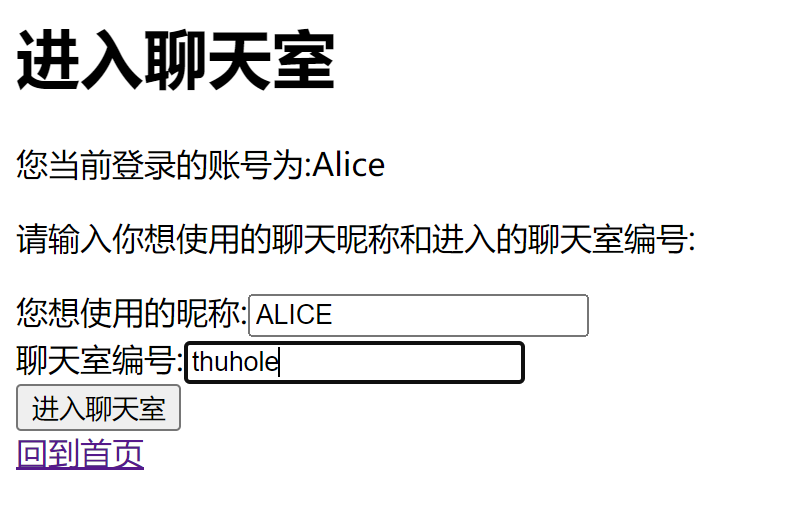 进入聊天室
您当前登录的账号为:Alice
请输入你想使用的聊天昵称和进入的聊天室编号:
您想使用的昵称:ALICE
聊天室编号:thuhole
进入聊天室
回到首页